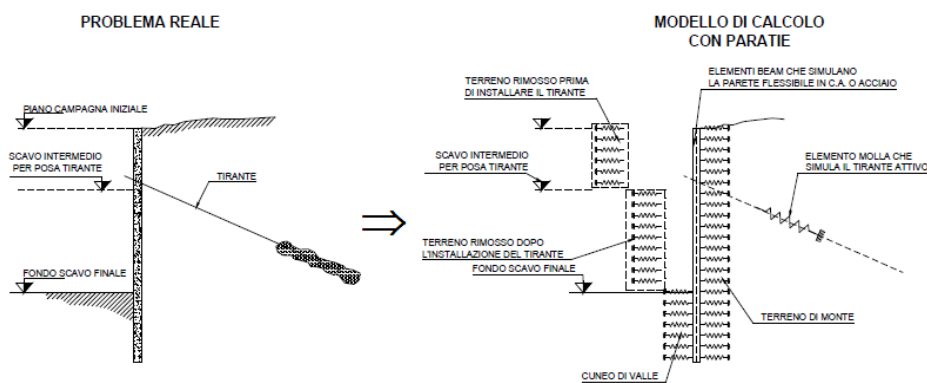 PROBLEMA REALE
PIANO CAMPAGNA INIZIALE
SCAVO INTERMEDIO
PER POSA TIRANTE
TIRANTE
FONDO SCAVO FINALE
MODELLO DI CALCOLO
CON PARATIE
TERRENO RIMOSSO PRIMA
DI INSTALLARE IL TIRANTE
ELEMENTI BEAM CHE SIMULANO
LA PARETE FLESSIBILE IN C.A. O ACCIAIO
SCAVO INTERMEDIO
PER POSA TIRANTE
ELEMENTO MOLLA CHE
SIMULA IL TIRANTE ATTIVO
TERRENO RIMOSSO DOPO
L'INSTALLAZIONE DEL TIRANTE
FONDO SCAVO FINALE
TERRENO DI MONTE
CUNEO DI VALLE